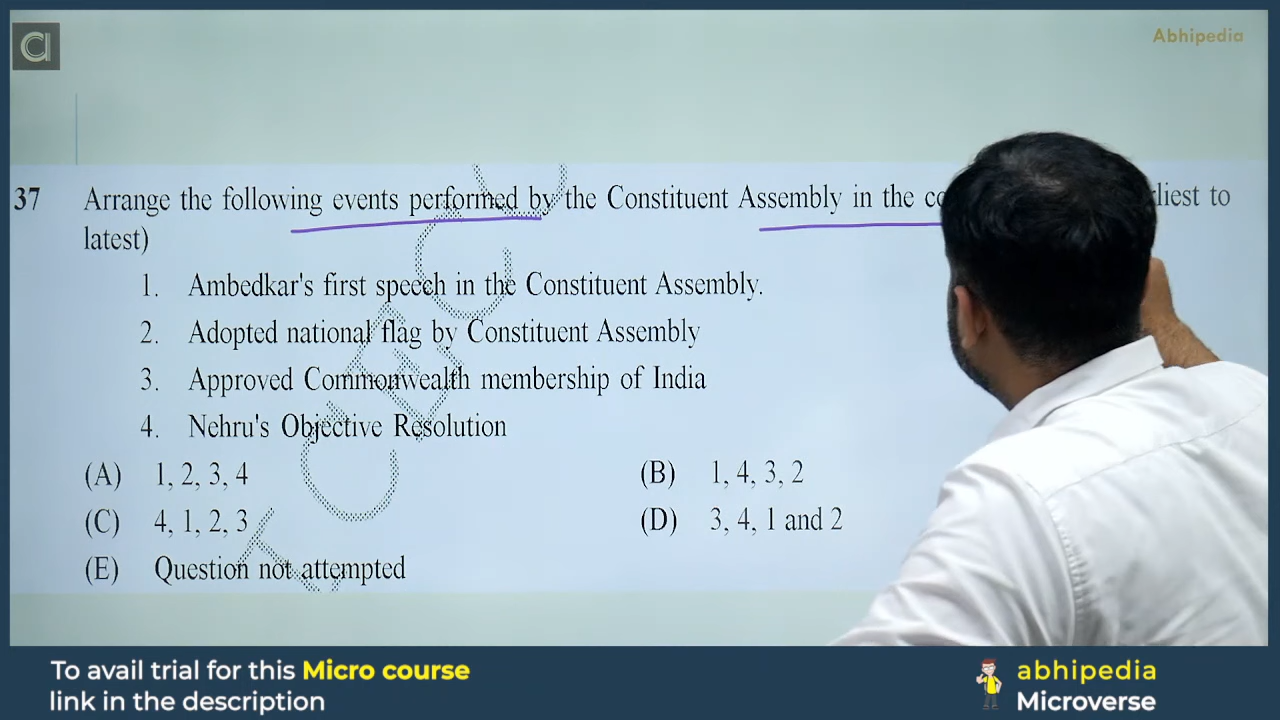 a
Abhipedia
37 Arrange the following events performed by the Constituent Assembly in the to
latest)
1. Ambedkar's first speech in the Constituent Assembly.
2. Adopted national flag by Constituent Assembly
3. Approved Commonwealth membership of India
4. Nehru's Objective Resolution
(A) 1, 2, 3, 4 (B) 1, 4, 3, 2
(C) 4, 1, 2, 3 (D) 3, 4, 1 and 2
(E) Question not attempted
To avail trial for this Micro course
link in the description
abhipedia
Microverse